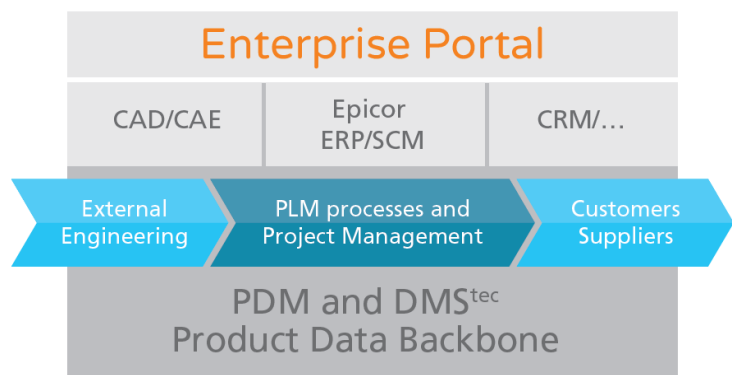 Enterprise Portal
CAD/CAE
Epicor
ERP/SCM
CRM/...
External
Engineering
PLM processes and
Project Management
Customers
Suppliers
PDM and DMStec
Product Data Backbone